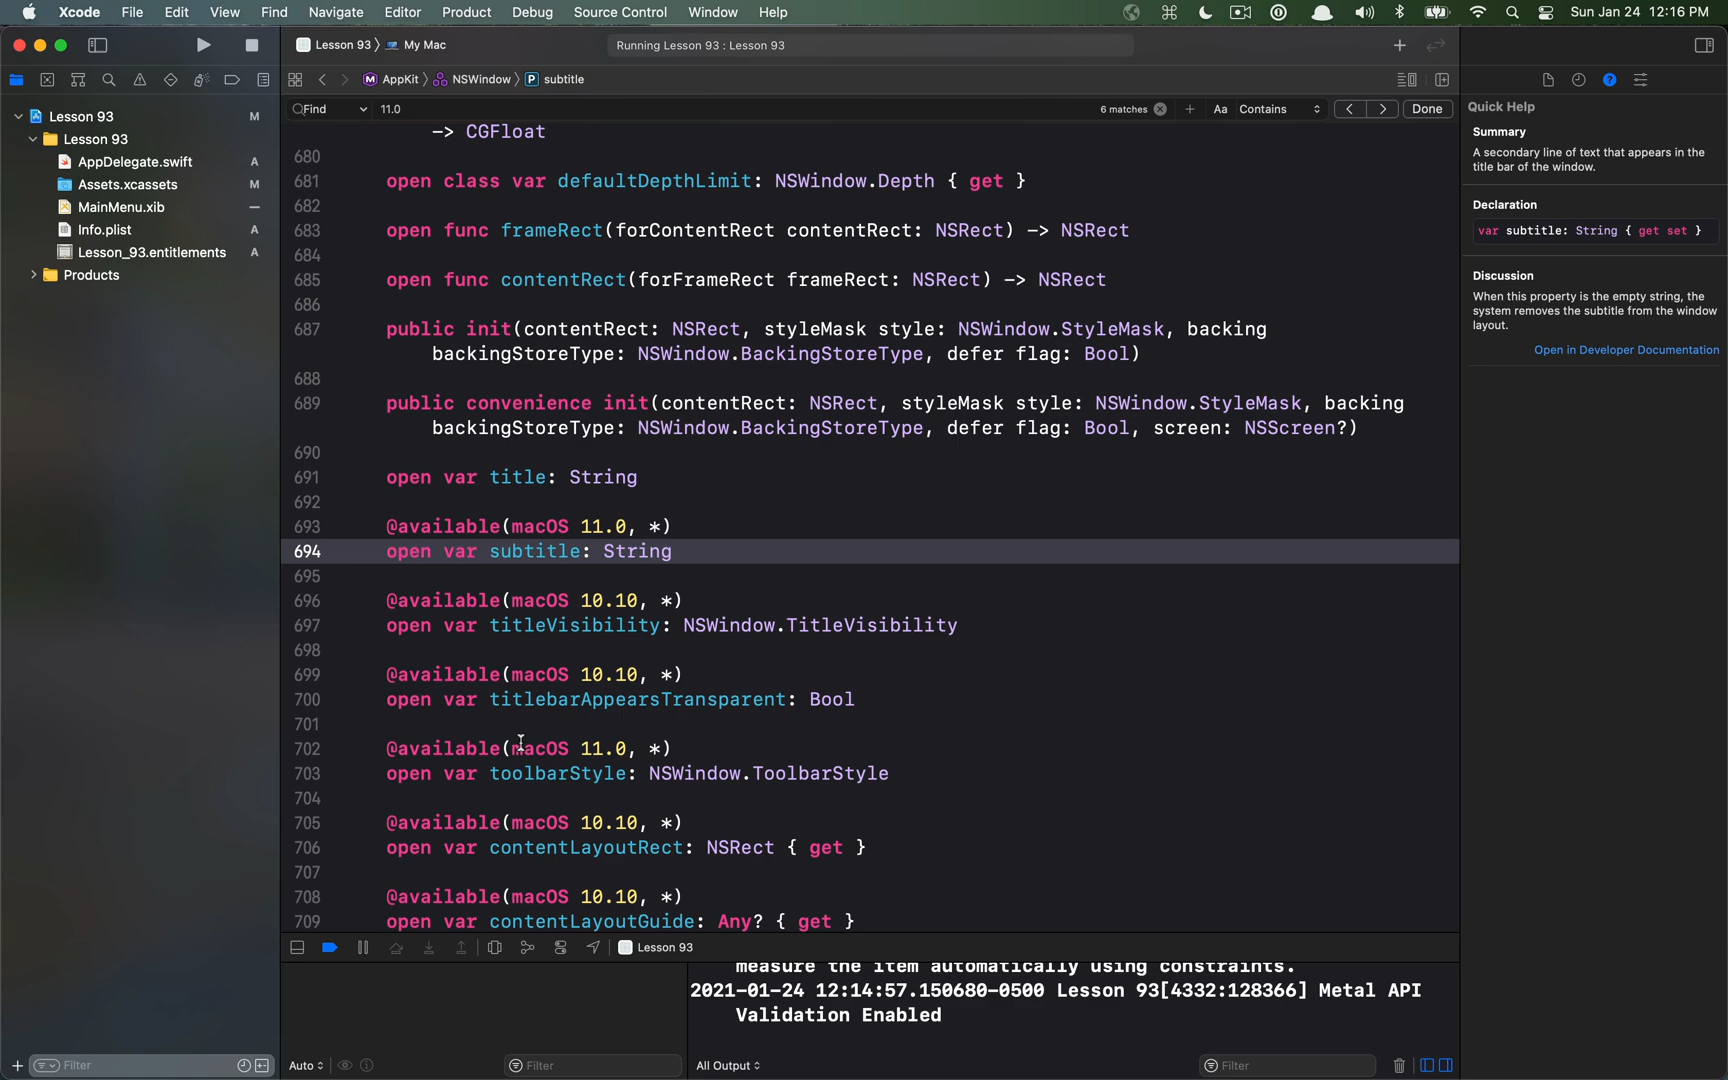 Xcode File Edit View Find Navigate Editor Product Debug Source Control Window Help Sun Jan 24 12:16 PM
Lesson 93 My Mac Running Lesson 93 : Lesson 93
AppKit NSWindow P subtitle
Find 11.0 6 matches Aa Contains Done
Quick Help
Summary
A secondary line of text that appears in the
title bar of the window.
Declaration
var subtitle: String { get set }
Discussion
When this property is the empty string, the
system removes the subtitle from the window
layout.
Open in Developer Documentation
Lesson 93 M
Lesson 93
AppDelegate.swift A
Assets.xcassets M
MainMenu.xib –
Info.plist A
Lesson_93.entitlements A
Products
-> CGFloat
680
681 open class var defaultDepthLimit: NSWindow.Depth { get }
682
683 open func frameRect(forContentRect contentRect: NSRect) -> NSRect
684
685 open func contentRect(forFrameRect frameRect: NSRect) -> NSRect
686
687 public init(contentRect: NSRect, styleMask style: NSWindow.StyleMask, backing
backingStoreType: NSWindow.BackingStoreType, defer flag: Bool)
688
689 public convenience init(contentRect: NSRect, styleMask style: NSWindow.StyleMask, backing
backingStoreType: NSWindow.BackingStoreType, defer flag: Bool, screen: NSScreen?)
690
691 open var title: String
692
693 @available(macOS 11.0, *)
694 open var subtitle: String
695
696 @available(macOS 10.10, *)
697 open var titleVisibility: NSWindow.TitleVisibility
698
699 @available(macOS 10.10, *)
700 open var titlebarAppearsTransparent: Bool
701
702 @available(macOS 11.0, *)
703 open var toolbarStyle: NSWindow.ToolbarStyle
704
705 @available(macOS 10.10, *)
706 open var contentLayoutRect: NSRect { get }
707
708 @available(macOS 10.10, *)
709 open var contentLayoutGuide: Any? { get }
Lesson 93
measure the item automatically using constraints.
2021-01-24 12:14:57.150680-0500 Lesson 93[4332:128366] Metal API
Validation Enabled
Filter Auto Filter All Output Filter